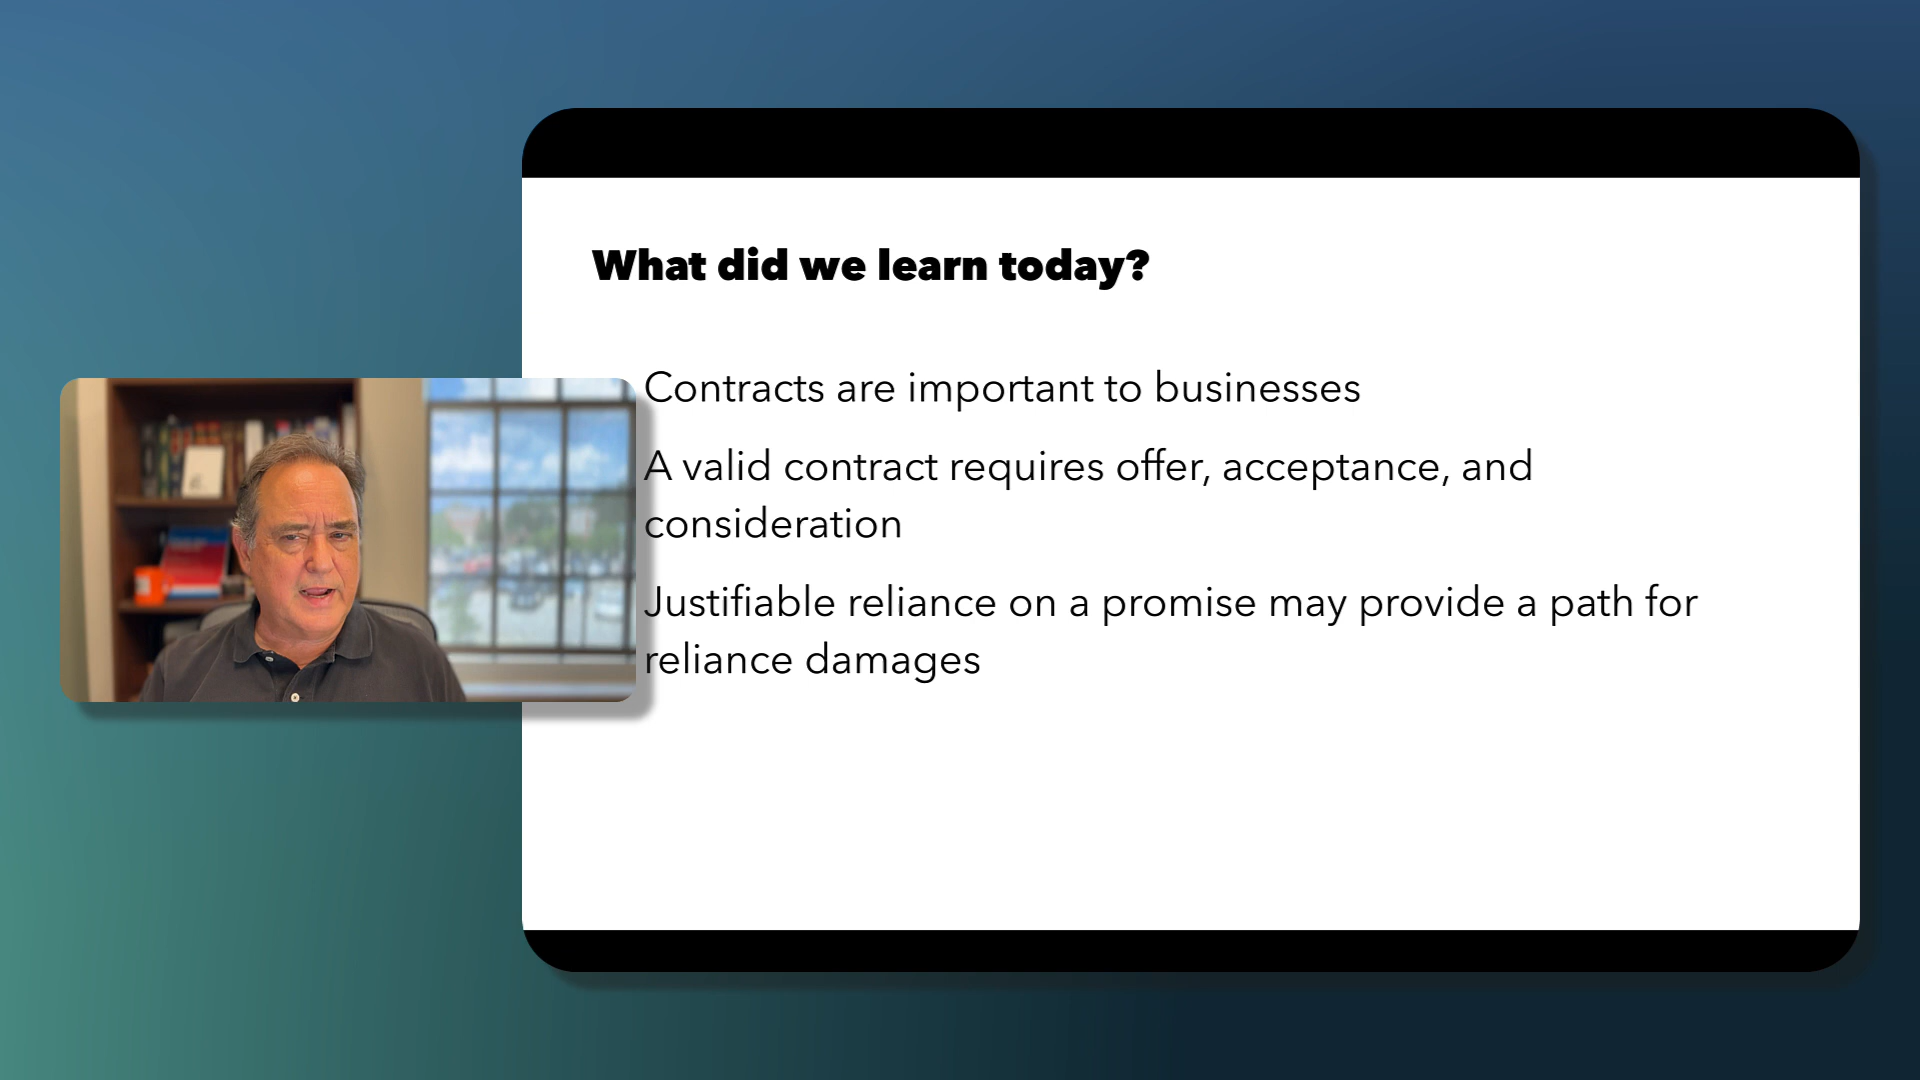 What did we learn today?
Contracts are important to businesses
A valid contract requires offer, acceptance, and
consideration
Justifiable reliance on a promise may provide a path for
reliance damages